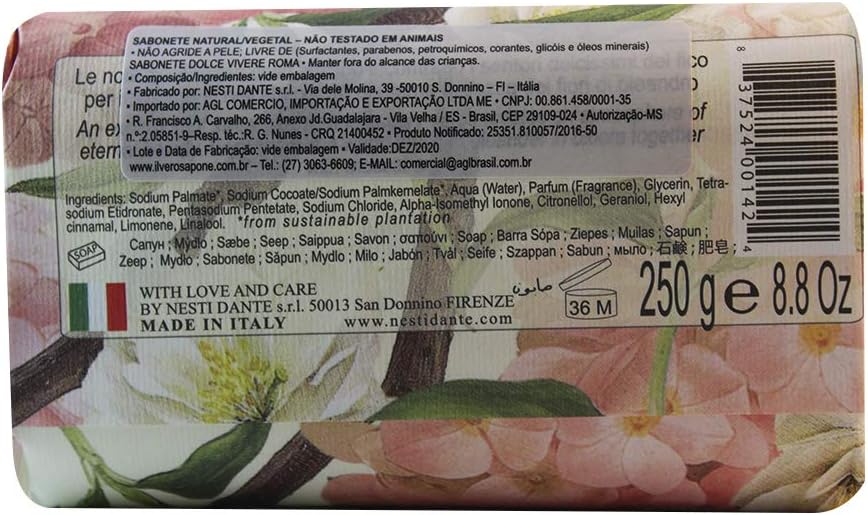 SABONETE NATURAL/VEGETAL – NÃO TESTADO EM ANIMAIS
• NÃO AGRIDE A PELE; LIVRE DE (Surfactantes, parabenos, petroquímicos, corantes, glicóis e óleos minerais)
SABONETE DOLCE VIVERE ROMA • Manter fora do alcance das crianças.
• Composição/Ingredientes: vide embalagem
• Fabricado por: NESTI DANTE s.r.l. - Via dele Molina, 39 -50010 S. Donnino – FI – Itália
• Importado por: AGL COMERCIO, IMPORTAÇÃO E EXPORTAÇÃO LTDA ME • CNPJ: 00.861.458/0001-35
• R. Francisco A. Carvalho, 266, Anexo Jd.Guadalajara - Vila Velha / ES - Brasil, CEP 29109-024 • Autorização-MS
n.º:2.05851-9–Resp. téc.:R. G. Nunes - CRQ 21400452 • Produto Notificado: 25351.810057/2016-50
• Lote e Data de Fabricação: vide embalagem • Validade:DEZ/2020
www.ilverosapone.com.br – Tel.: (27) 3063-6609; E-MAIL: comercial@aglbrasil.com.br
Le no
per i
An ex
etern
of
8 37524 00142 4
Ingredients: Sodium Palmate*, Sodium Cocoate/Sodium Palmkernelate*, Aqua (Water), Parfum (Fragrance), Glycerin, Tetra-
sodium Etidronate, Pentasodium Pentetate, Sodium Chloride, Alpha-Isomethyl Ionone, Citronellol, Geraniol, Hexyl
cinnamal, Limonene, Linalool. *from sustainable plantation
SOAP
Сапун ; Mýdlo ; Sæbe ; Seep ; Saippua ; Savon ; σαπούνι ; Soap ; Barra Sópa ; Ziepes ; Muilas ; Sapun ;
Zeep ; Mydło ; Sabonete ; Săpun ; Mydlo ; Milo ; Jabón ; Tvål ; Seife ; Szappan ; Sabun ; мыло ; 石鹸 ; 肥皂 ;
صابون
WITH LOVE AND CARE
BY NESTI DANTE s.r.l. 50013 San Donnino FIRENZE
MADE IN ITALY www.nestidante.com
36 M
250 g e 8.8 Oz